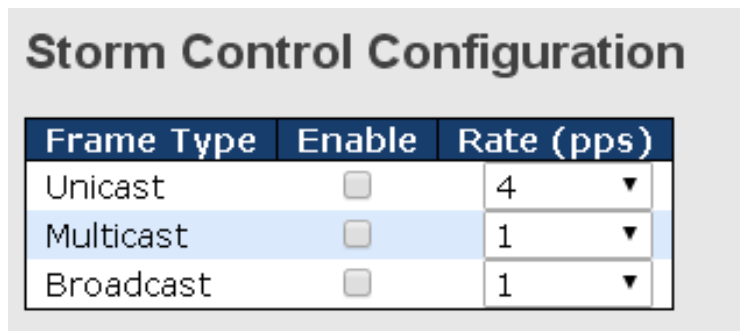 Storm Control Configuration
Frame Type Enable Rate (pps)
Unicast 4
Multicast 1
Broadcast 1